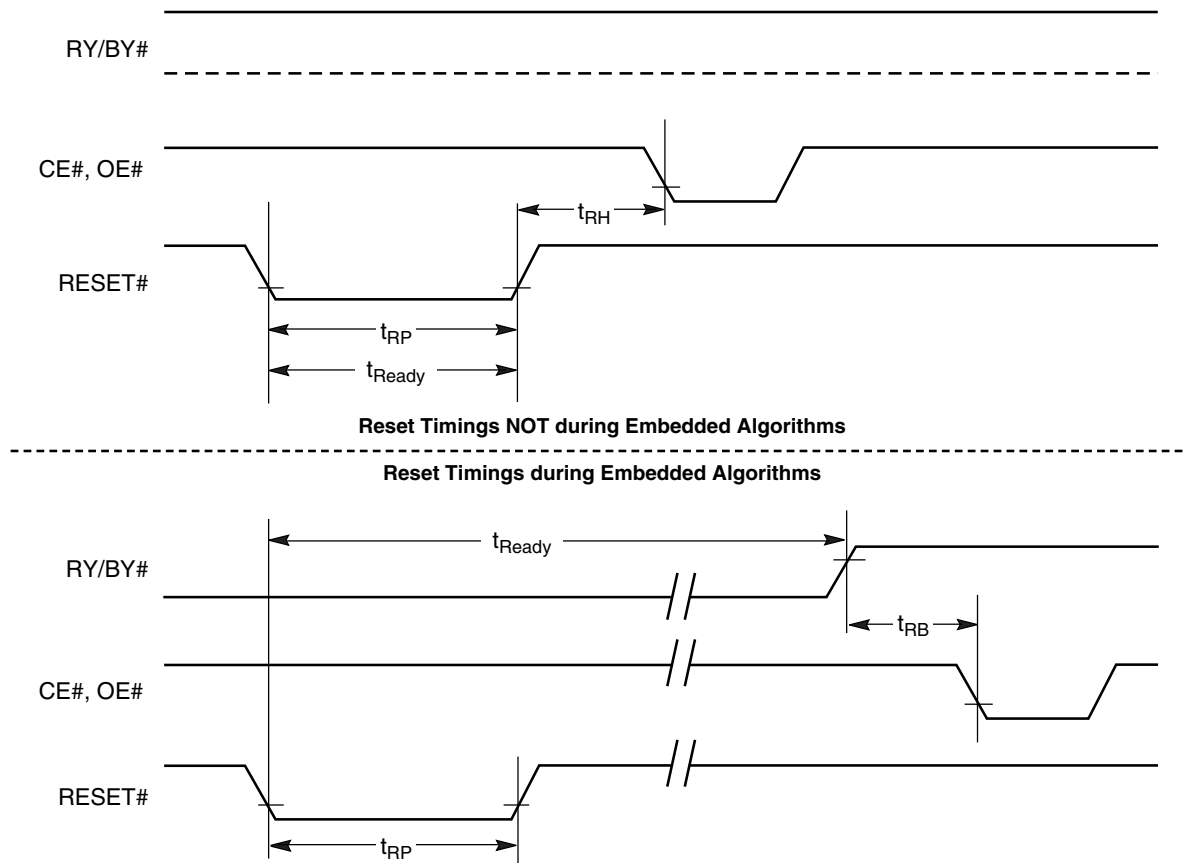 RY/BY#
CE#, OE#
tRH
RESET#
tRP
tReady
Reset Timings NOT during Embedded Algorithms
Reset Timings during Embedded Algorithms
tReady
RY/BY#
tRB
CE#, OE#
RESET#
tRP